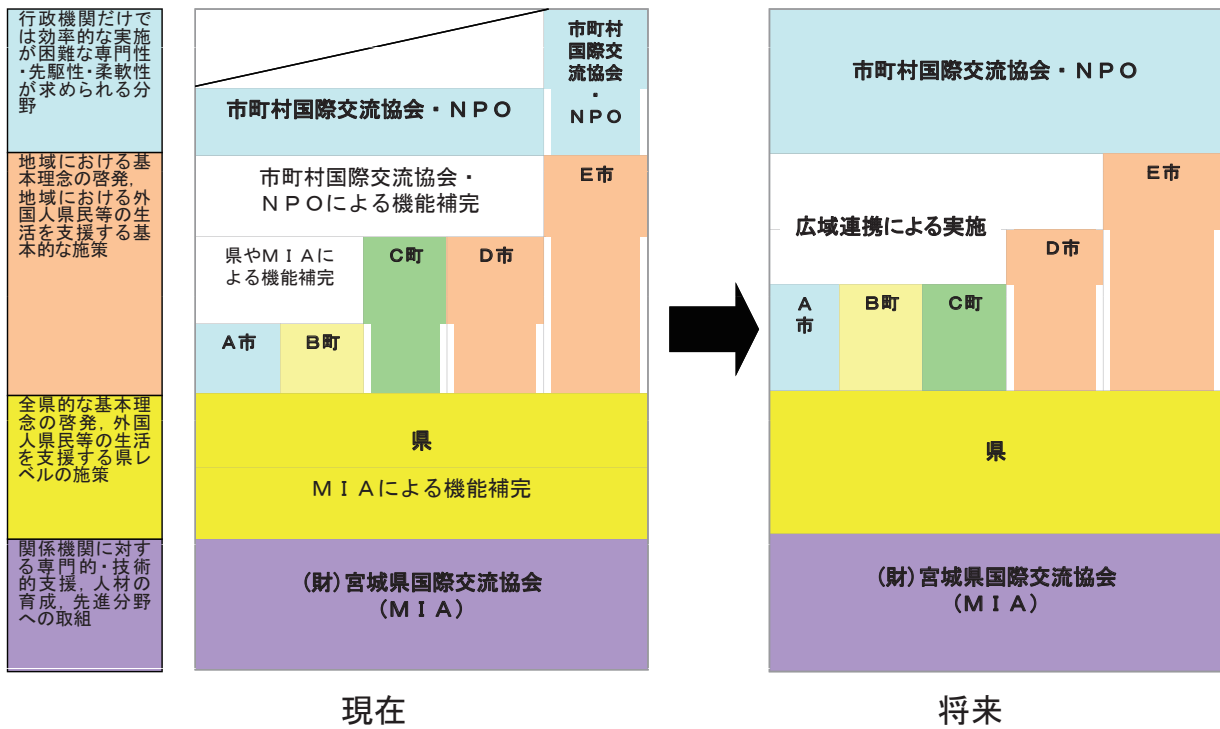 行政機関だけで
は効率的な実施
が困難な専門性
・先駆性・柔軟性
が求められる分
野
地域における基
本理念の啓発,
地域における外
国人県民等の生
活を支援する基
本的な施策
全県的な基本理
念の啓発, 外国
人県民等の生活
を支援する県レ
ベルの施策
関係機関に対す
る専門的・技術
的支援, 人材の
育成, 先進分野
への取組
市町村
国際交
流協会
・
ＮＰＯ
市町村国際交流協会・ＮＰＯ
市町村国際交流協会・
ＮＰＯによる機能補完
E市
県やＭＩＡに
よる機能補完
C町
D市
A市
B町
県
ＭＩＡによる機能補完
(財)宮城県国際交流協会
(ＭＩＡ)
現在
市町村国際交流協会・ＮＰＯ
E市
広域連携による実施
D市
A
市
B町
C町
県
(財)宮城県国際交流協会
(ＭＩＡ)
将来